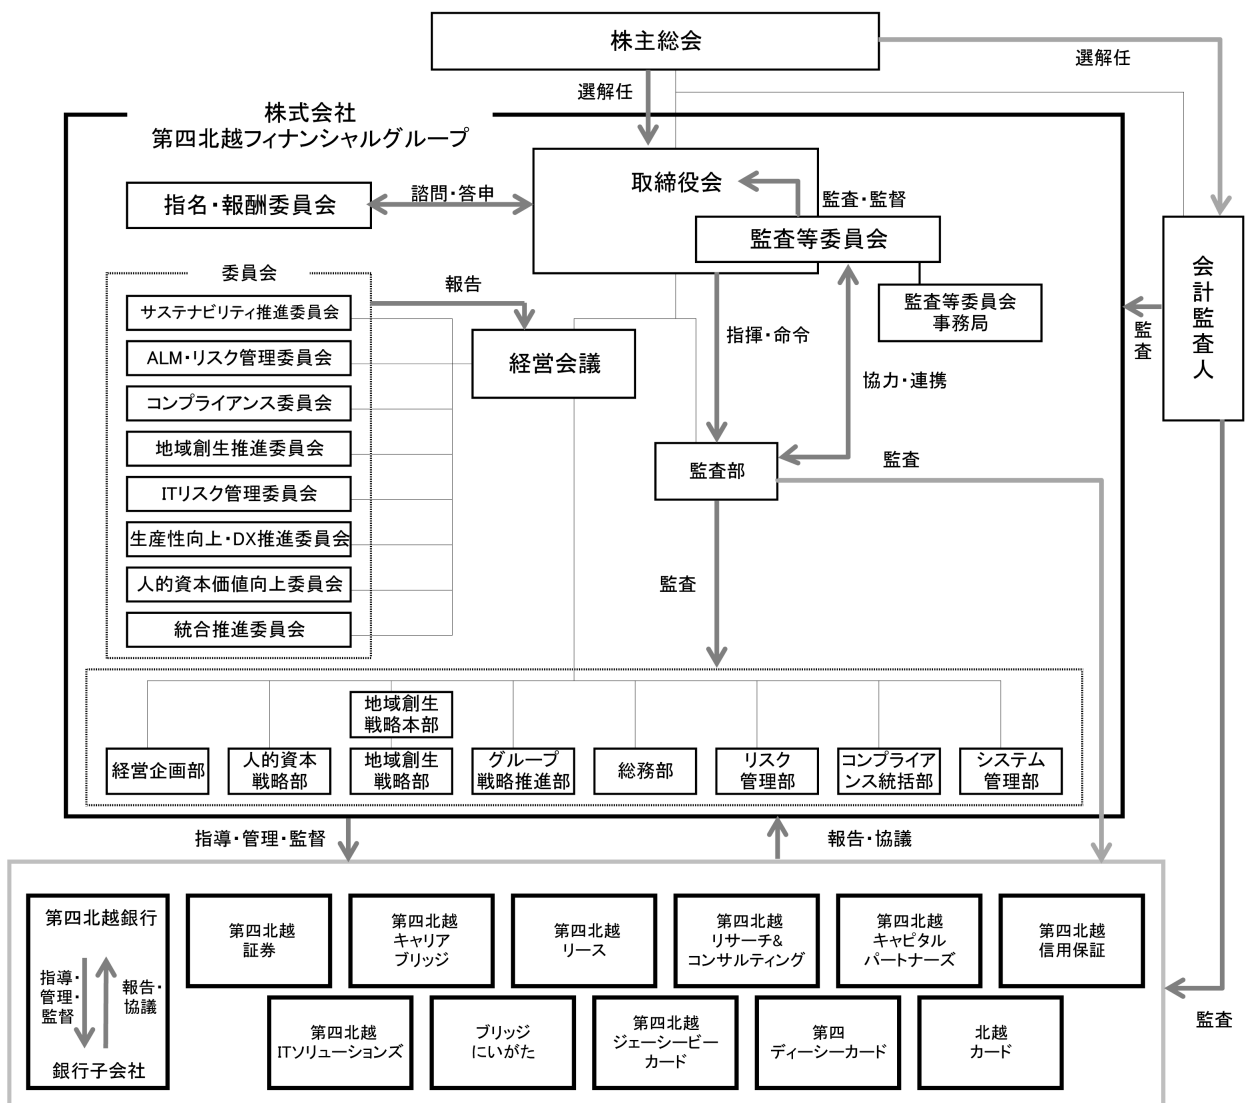 株主総会
選解任
選解任
株式会社
第四北越フィナンシャルグループ
取締役会
指名・報酬委員会
諮問・答申
監査・監督
監査等委員会
監査等委員会
事務局
会
計
監
査
人
監
査
委員会
サステナビリティ推進委員会
ALM・リスク管理委員会
コンプライアンス委員会
地域創生推進委員会
ITリスク管理委員会
生産性向上・DX推進委員会
人的資本価値向上委員会
統合推進委員会
報告
経営会議
指揮・命令
協力・連携
監査部
監査
監査
地域創生
戦略本部
経営企画部
人的資本
戦略部
地域創生
戦略部
グループ
戦略推進部
総務部
リスク
管理部
コンプライア
ンス統括部
システム
管理部
指導・管理・監督
報告・協議
第四北越銀行
指導・
管理・
監督
報告・
協議
銀行子会社
第四北越
証券
第四北越
キャリア
ブリッジ
第四北越
リース
第四北越
リサーチ&
コンサルティング
第四北越
キャピタル
パートナーズ
第四北越
信用保証
第四北越
ITソリューションズ
ブリッジ
にいがた
第四北越
ジェーシービー
カード
第四
ディーシーカード
北越
カード
監査